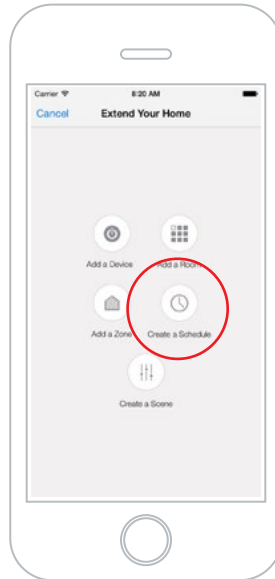 Carrier 8:20 AM
Cancel Extend Your Home
Add a Device Add a Room
Add a Zone Create a Schedule
Create a Scene